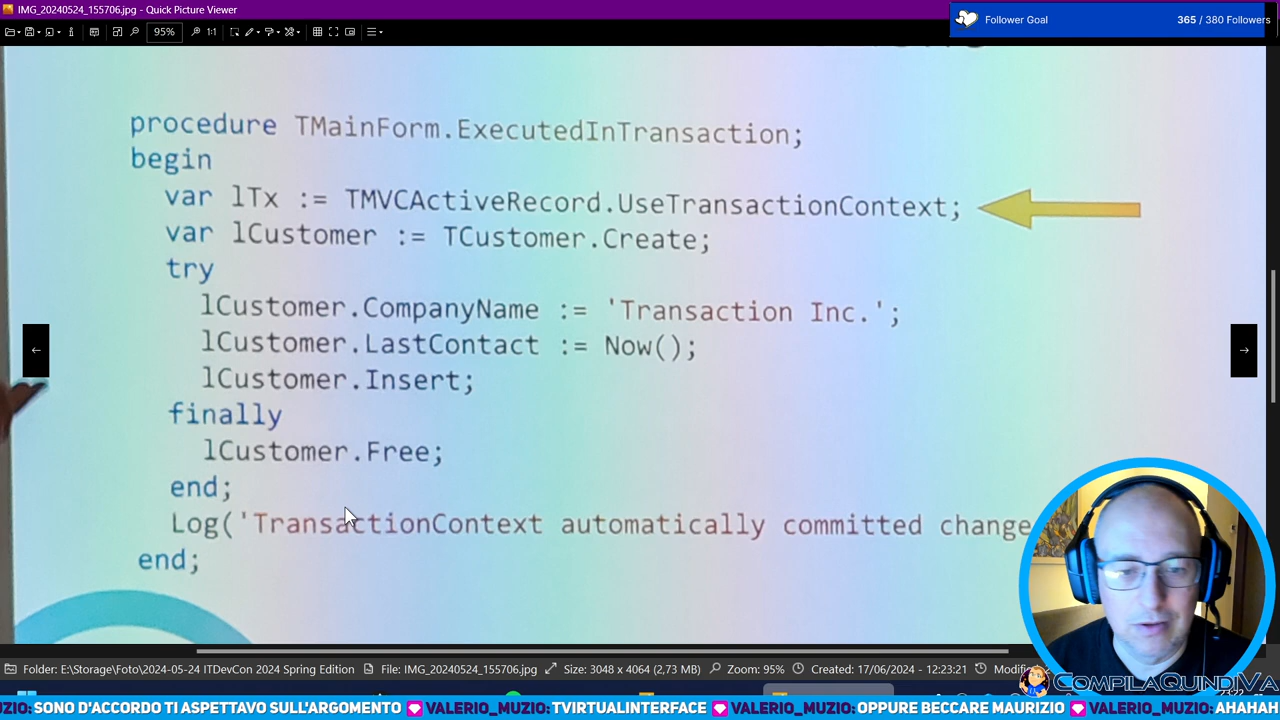 IMG_20240524_155706.jpg - Quick Picture Viewer
Follower Goal
365 / 380 Followers
95%
1:1
procedure TMainForm.ExecutedInTransaction;
begin
var lTx := TMVCActiveRecord.UseTransactionContext;
var lCustomer := TCustomer.Create;
try
lCustomer.CompanyName := 'Transaction Inc.';
lCustomer.LastContact := Now();
lCustomer.Insert;
finally
lCustomer.Free;
end;
Log('TransactionContext automatically committed change
end;
Folder: E:\Storage\Foto\2024-05-24 ITDevCon 2024 Spring Edition
File: IMG_20240524_155706.jpg
Size: 3048 x 4064 (2,73 MB)
Zoom: 95%
Created: 17/06/2024 - 12:23:21
COMPILAQUINDIVA
UZIO: SONO D'ACCORDO TI ASPETTAVO SULL'ARGOMENTO VALERIO_MUZIO: TVIRTUALINTERFACE VALERIO_MUZIO: OPPURE BECCARE MAURIZIO VALERIO_MUZIO: AHAHAH